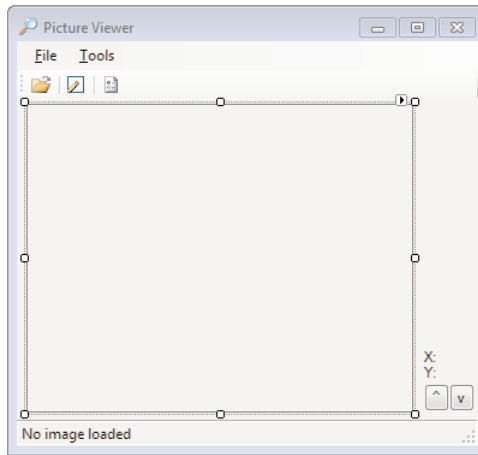 Picture Viewer
File Tools
X:
Y:
^ v
No image loaded